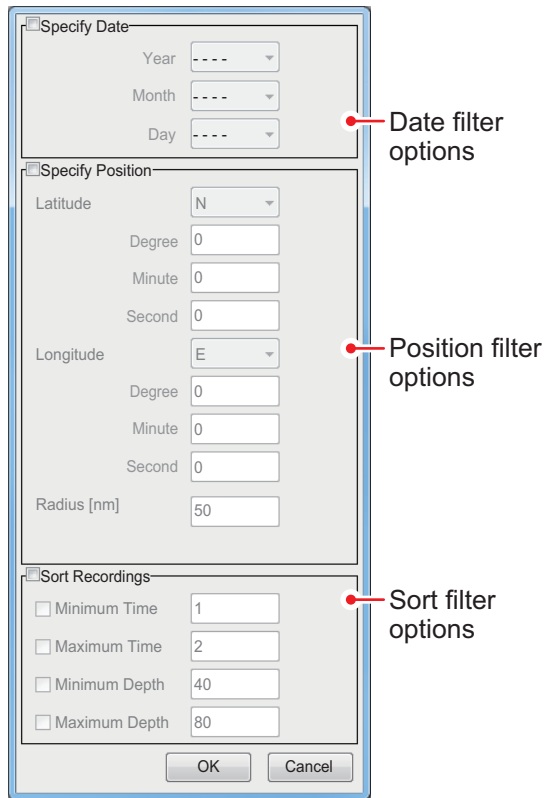 Specify Date
Year - - - -
Month - - - -
Day - - - -
Date filter
options
Specify Position
Latitude N
Degree 0
Minute 0
Second 0
Longitude E
Degree 0
Minute 0
Second 0
Radius [nm] 50
Position filter
options
Sort Recordings
Minimum Time 1
Maximum Time 2
Minimum Depth 40
Maximum Depth 80
Sort filter
options
OK Cancel